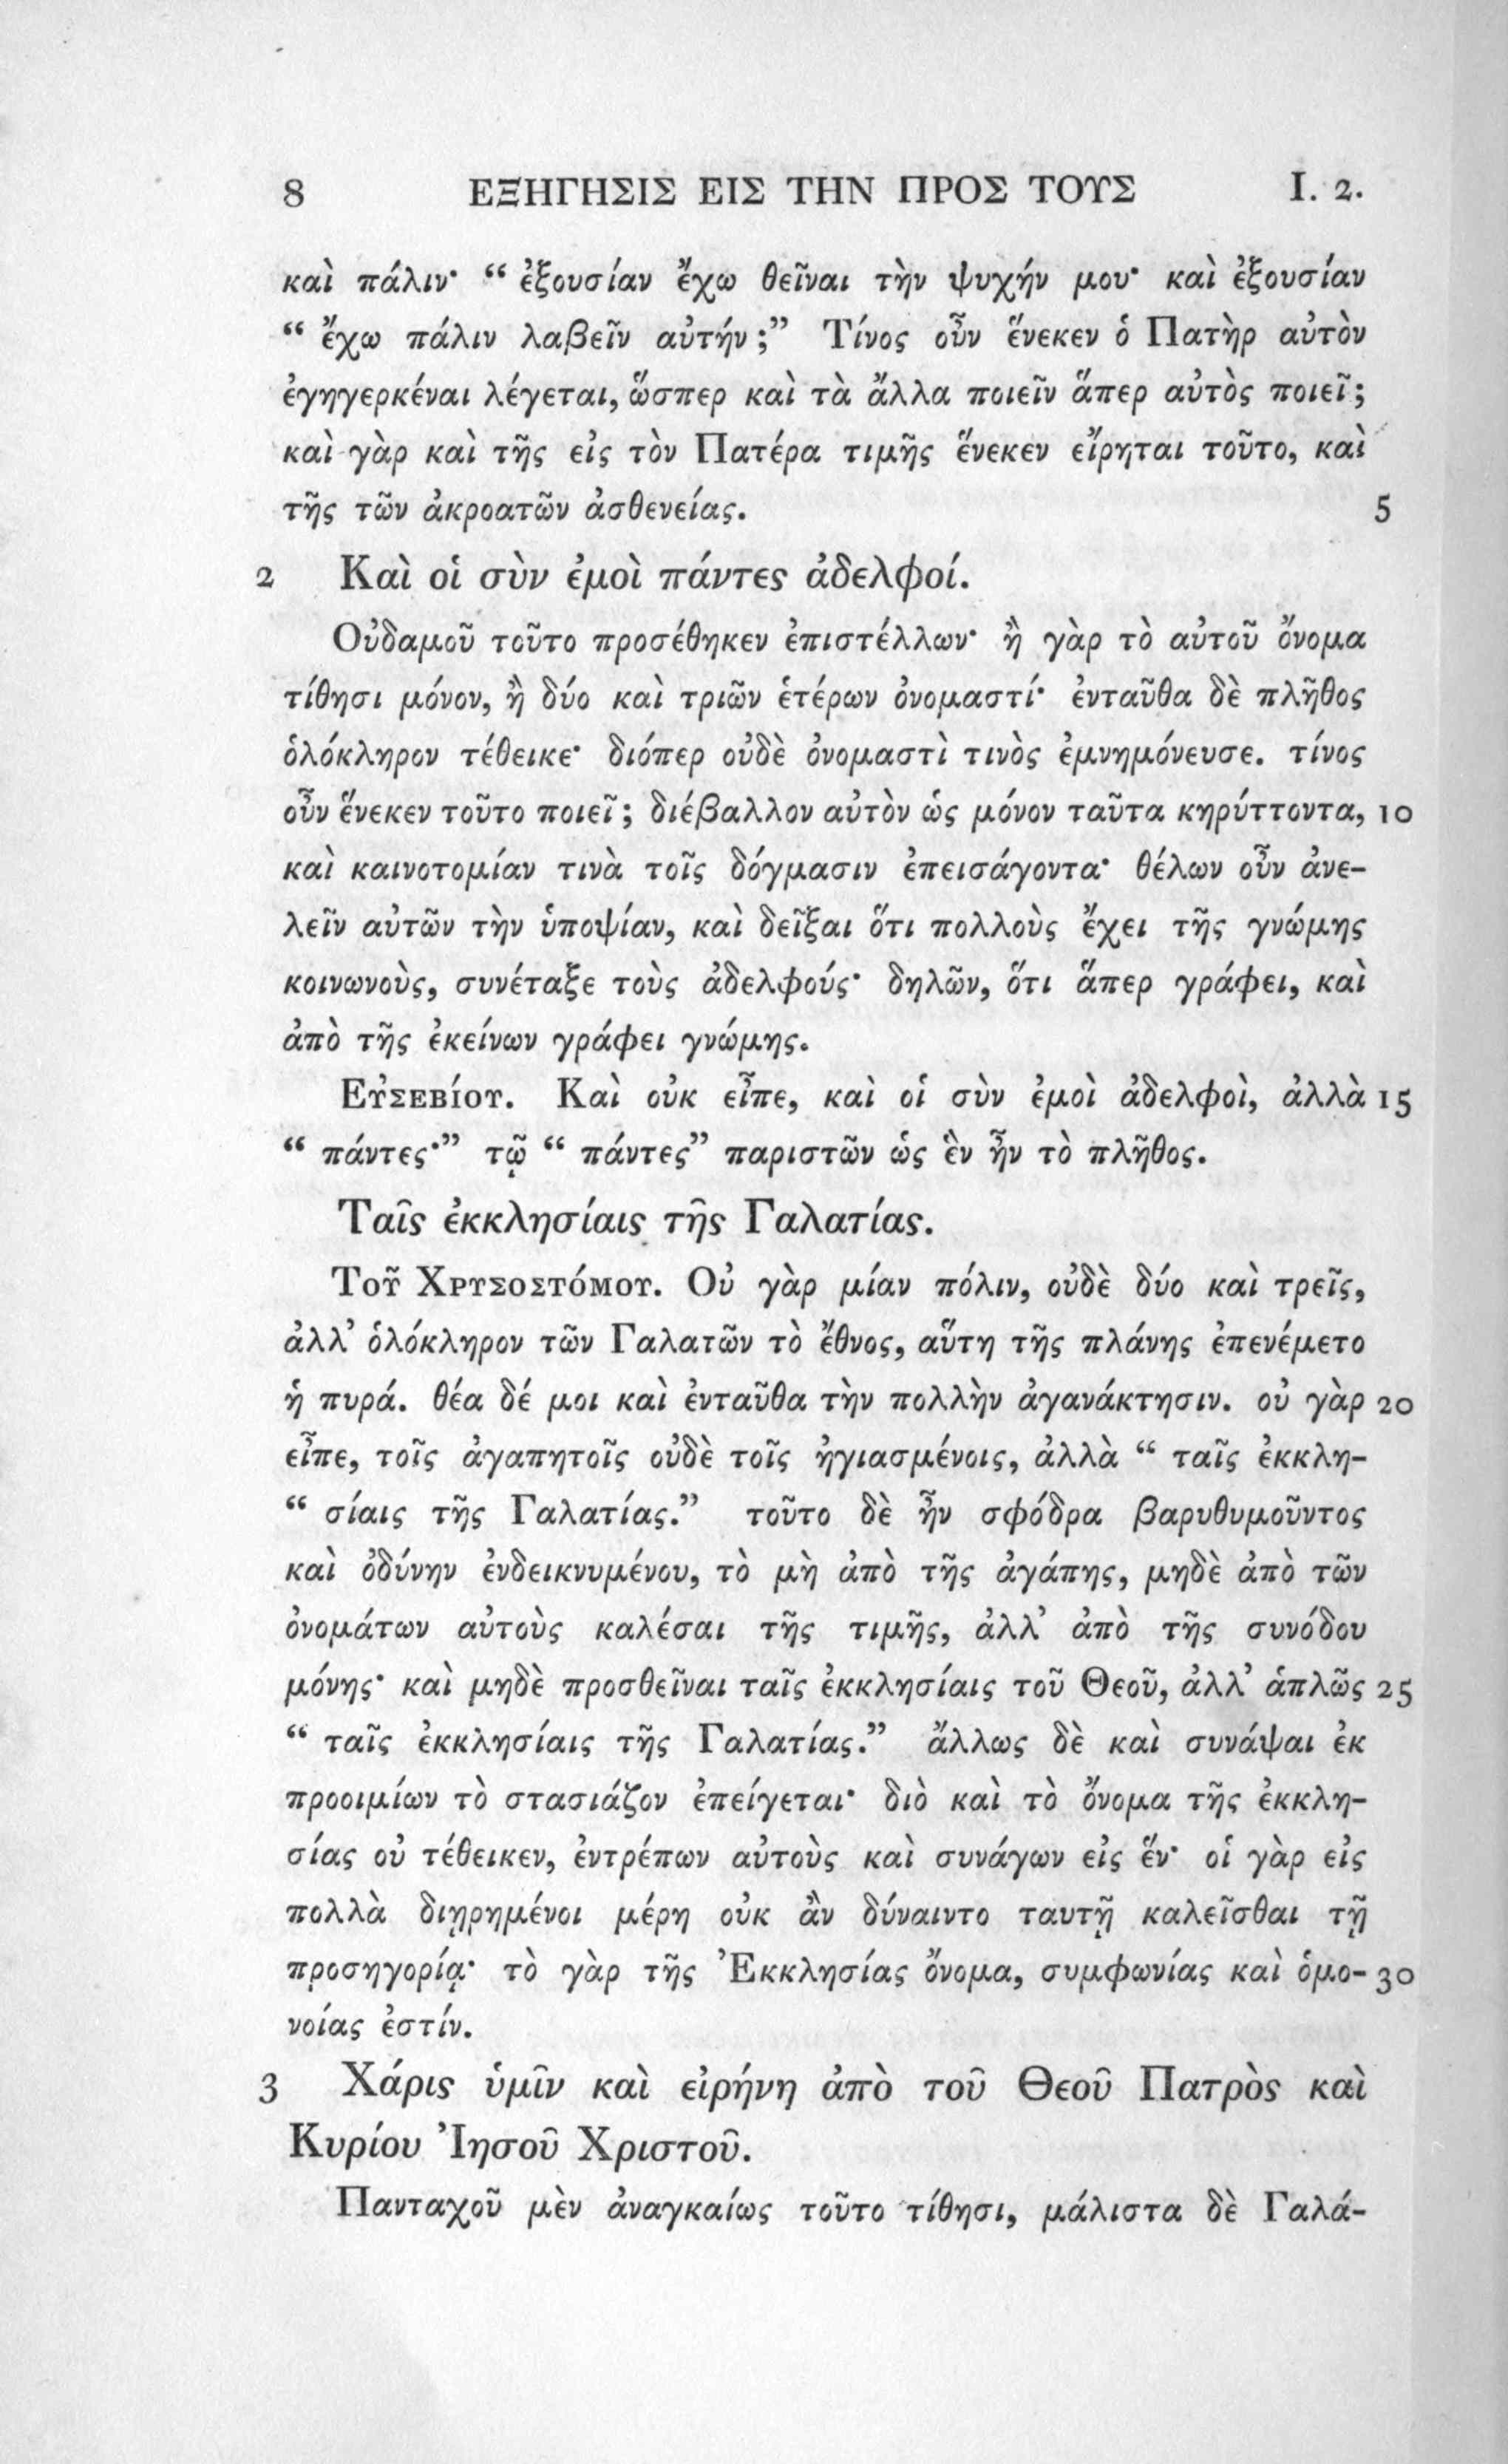 8 ΕΞΗΓΗΣΙΣ ΕΙΣ ΤΗΝ ΠΡΟΣ ΤΟΥΣ I. 2.
καὶ πάλιν· “ ἐξουσίαν ἔχω θεῖναι τὴν ψυχήν μου· καὶ ἐξουσίαν
“ ἔχω πάλιν λαβεῖν αὐτήν ;” Τίνος οὖν ἕνεκεν ὁ Πατὴρ αὐτὸν
ἐγηγερκέναι λέγεται, ὥσπερ καὶ τὰ ἄλλα ποιεῖν ἅπερ αὐτὸς ποιεῖ ;
καὶ γὰρ καὶ τῆς εἰς τὸν Πατέρα τιμῆς ἕνεκεν εἴρηται τοῦτο, καὶ
τῆς τῶν ἀκροατῶν ἀσθενείας. 5
2 Καὶ οἱ σὺν ἐμοὶ πάντες ἀδελφοί.
Οὐδαμοῦ τοῦτο προσέθηκεν ἐπιστέλλων· ἢ γὰρ τὸ αὐτοῦ ὄνομα
τίθησι μόνον, ἢ δύο καὶ τριῶν ἑτέρων ὀνομαστί· ἐνταῦθα δὲ πλῆθος
ὁλόκληρον τέθεικε· διόπερ οὐδὲ ὀνομαστὶ τινὸς ἐμνημόνευσε. τίνος
οὖν ἕνεκεν τοῦτο ποιεῖ ; διέβαλλον αὐτὸν ὡς μόνον ταῦτα κηρύττοντα, 10
καὶ καινοτομίαν τινὰ τοῖς δόγμασιν ἐπεισάγοντα· θέλων οὖν ἀνε-
λεῖν αὐτῶν τὴν ὑποψίαν, καὶ δεῖξαι ὅτι πολλοὺς ἔχει τῆς γνώμης
κοινωνοὺς, συνέταξε τοὺς ἀδελφούς· δηλῶν, ὅτι ἅπερ γράφει, καὶ
ἀπὸ τῆς ἐκείνων γράφει γνώμης.
Εὐσεβίου. Καὶ οὐκ εἶπε, καὶ οἱ σὺν ἐμοὶ ἀδελφοὶ, ἀλλὰ 15
“ πάντες·” τῷ “ πάντες” παριστῶν ὡς ἓν ἦν τὸ πλῆθος.
Ταῖς ἐκκλησίαις τῆς Γαλατίας.
Τοῦ Χρυσοστόμου. Οὐ γὰρ μίαν πόλιν, οὐδὲ δύο καὶ τρεῖς,
ἀλλ’ ὁλόκληρον τῶν Γαλατῶν τὸ ἔθνος, αὕτη τῆς πλάνης ἐπενέμετο
ἡ πυρά. θέα δέ μοι καὶ ἐνταῦθα τὴν πολλὴν ἀγανάκτησιν. οὐ γὰρ 20
εἶπε, τοῖς ἀγαπητοῖς οὐδὲ τοῖς ἡγιασμένοις, ἀλλὰ “ ταῖς ἐκκλη-
“ σίαις τῆς Γαλατίας.” τοῦτο δὲ ἦν σφόδρα βαρυθυμοῦντος
καὶ ὀδύνην ἐνδεικνυμένου, τὸ μὴ ἀπὸ τῆς ἀγάπης, μηδὲ ἀπὸ τῶν
ὀνομάτων αὐτοὺς καλέσαι τῆς τιμῆς, ἀλλ’ ἀπὸ τῆς συνόδου
μόνης· καὶ μηδὲ προσθεῖναι ταῖς ἐκκλησίαις τοῦ Θεοῦ, ἀλλ’ ἁπλῶς 25
“ ταῖς ἐκκλησίαις τῆς Γαλατίας.” ἄλλως δὲ καὶ συνάψαι ἐκ
προοιμίων τὸ στασιάζον ἐπείγεται· διὸ καὶ τὸ ὄνομα τῆς ἐκκλη-
σίας οὐ τέθεικεν, ἐντρέπων αὐτοὺς καὶ συνάγων εἰς ἕν· οἱ γὰρ εἰς
πολλὰ διῃρημένοι μέρη οὐκ ἂν δύναιντο ταυτῇ καλεῖσθαι τῇ
προσηγορίᾳ· τὸ γὰρ τῆς Ἐκκλησίας ὄνομα, συμφωνίας καὶ ὁμο- 30
νοίας ἐστίν.
3 Χάρις ὑμῖν καὶ εἰρήνη ἀπὸ τοῦ Θεοῦ Πατρὸς καὶ
Κυρίου Ἰησοῦ Χριστοῦ.
Πανταχοῦ μὲν ἀναγκαίως τοῦτο τίθησι, μάλιστα δὲ Γαλά-